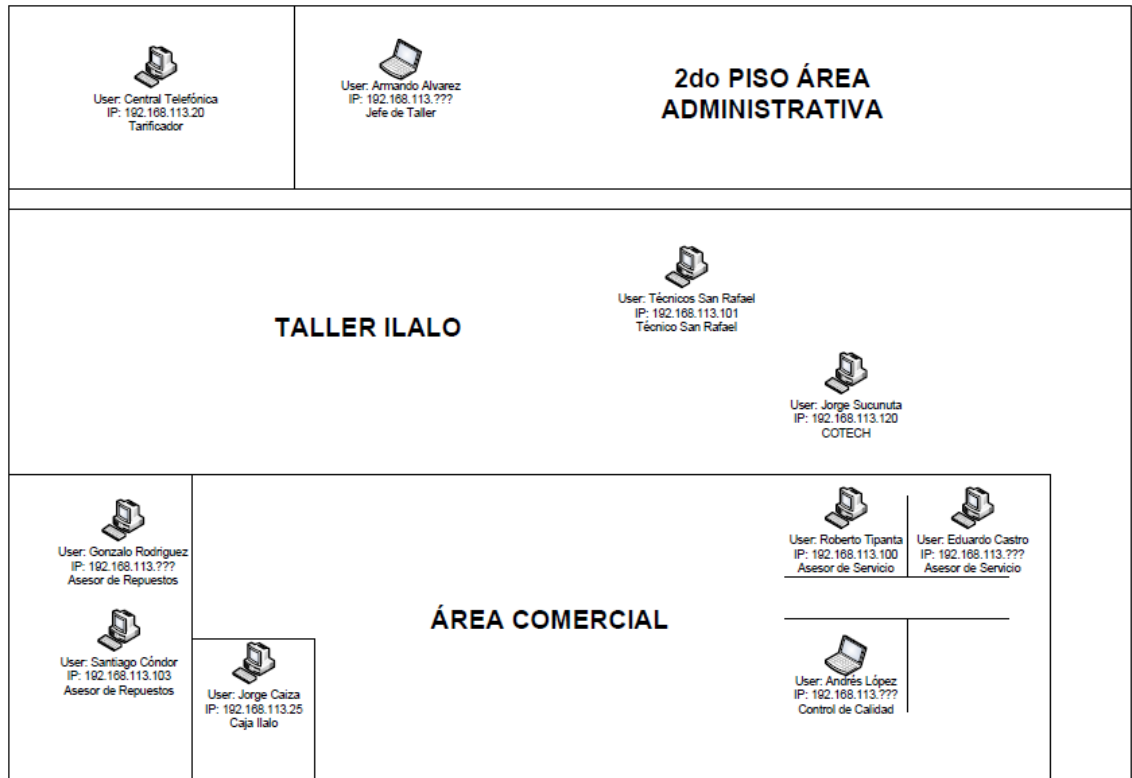 User: Central Telefónica
IP: 192.168.113.20
Tarificador
User: Armando Alvarez
IP: 192.168.113.???
Jefe de Taller
2do PISO ÁREA
ADMINISTRATIVA
TALLER ILALO
User: Técnicos San Rafael
IP: 192.168.113.101
Técnico San Rafael
User: Jorge Sucunuta
IP: 192.168.113.120
COTECH
User: Gonzalo Rodriguez
IP: 192.168.113.???
Asesor de Repuestos
User: Santiago Cóndor
IP: 192.168.113.103
Asesor de Repuestos
User: Jorge Caiza
IP: 192.168.113.25
Caja Ilalo
ÁREA COMERCIAL
User: Roberto Tipanta
IP: 192.168.113.100
Asesor de Servicio
User: Eduardo Castro
IP: 192.168.113.???
Asesor de Servicio
User: Andrés López
IP: 192.168.113.???
Control de Calidad